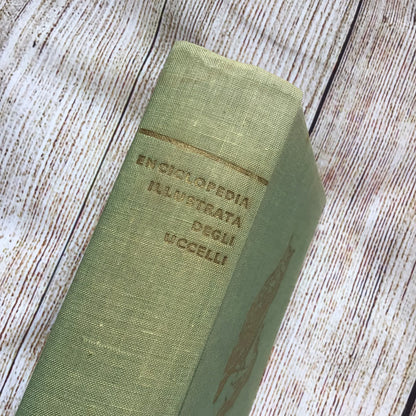 ENCICLOPEDIA
ILLUSTRATA
DEGLI
UCCELLI